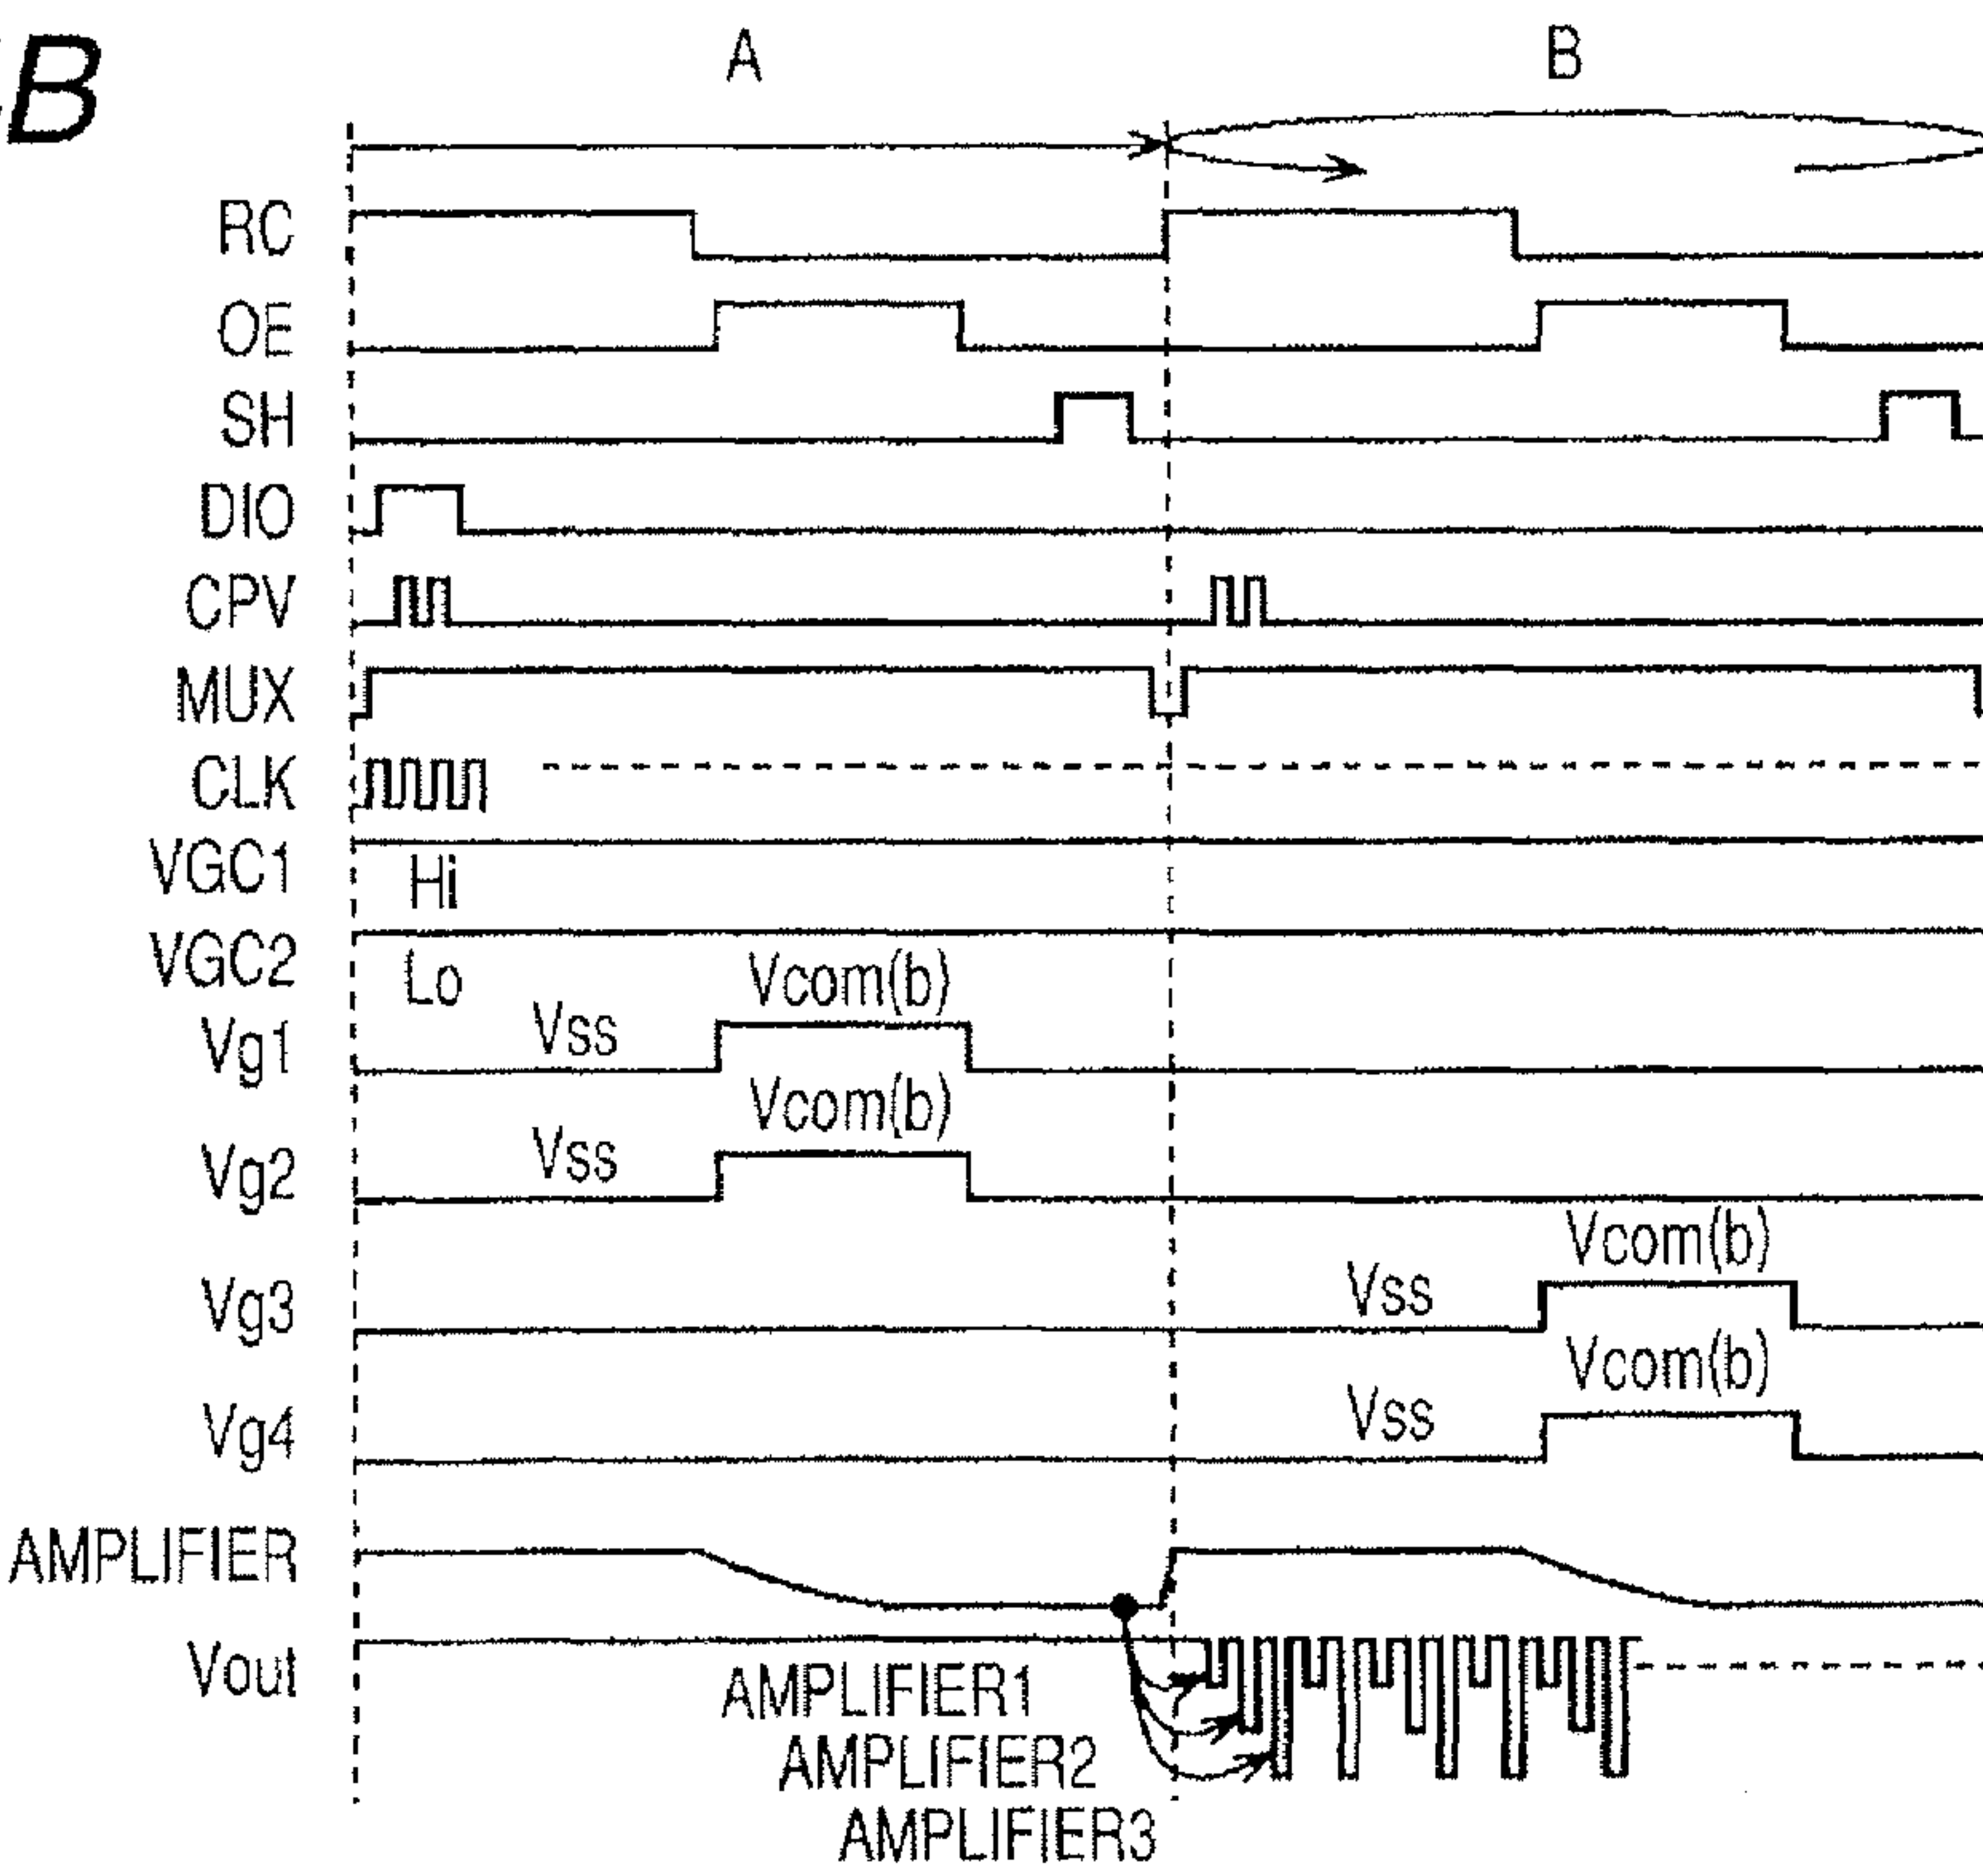 B
A B
RC
OE
SH
DIO
CPV
MUX
CLK
VGC1
Hi
VGC2
Lo Vcom(b)
Vg1 Vss
Vcom(b)
Vg2 Vss
Vcom(b)
Vg3 Vss
Vcom(b)
Vg4 Vss
AMPLIFIER
Vout
AMPLIFIER1
AMPLIFIER2
AMPLIFIER3